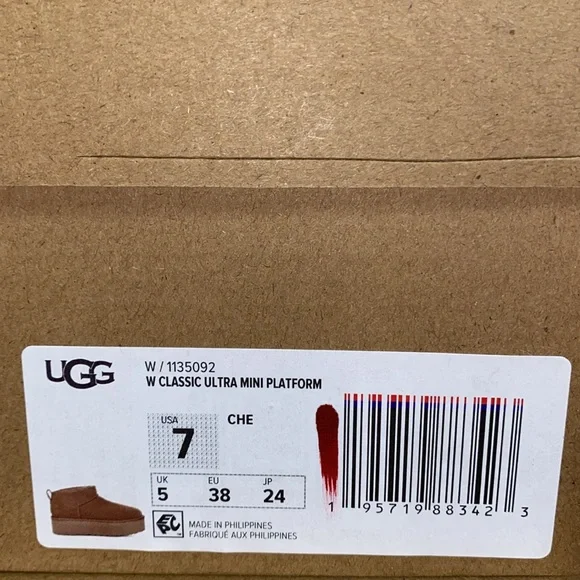 UGG
W / 1135092
W CLASSIC ULTRA MINI PLATFORM
USA
7
CHE
UK
5
EU
38
JP
24
MADE IN PHILIPPINES
FABRIQUÉ AUX PHILIPPINES
1 95719 88342 3